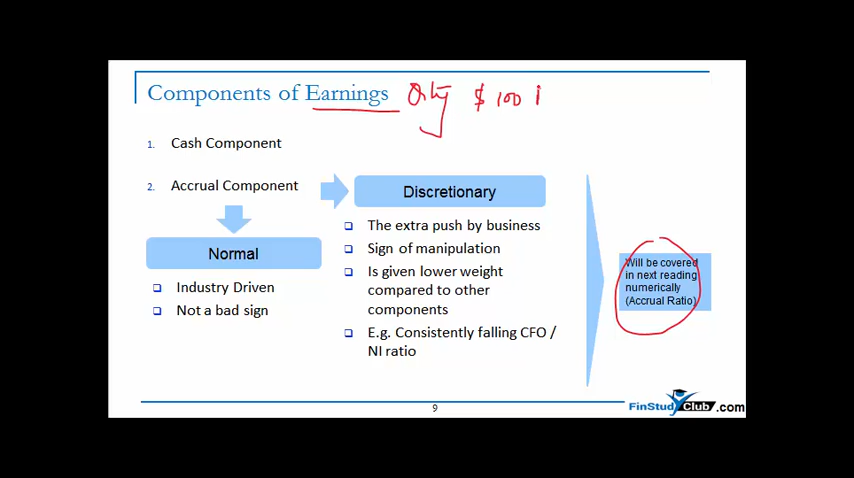 Components of Earnings
$ 100
1. Cash Component
2. Accrual Component
Normal
Industry Driven
Not a bad sign
Discretionary
The extra push by business
Sign of manipulation
Is given lower weight
compared to other
components
E.g. Consistently falling CFO /
NI ratio
Will be covered
in next reading
numerically
(Accrual Ratio)
9
FinStudyClub.com